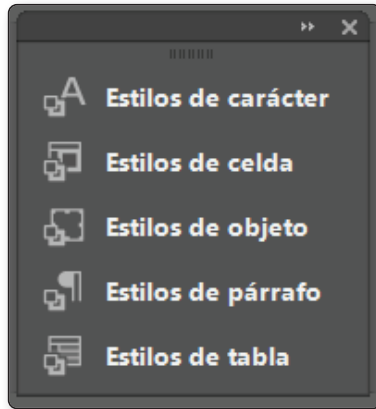 Estilos de carácter
Estilos de celda
Estilos de objeto
Estilos de párrafo
Estilos de tabla